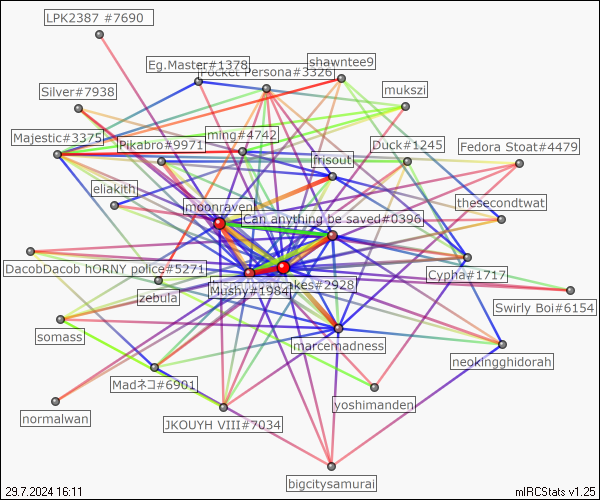 LPK2387 #7690
shawntee9
Eg.Master#1378
Pocket Persona#3326
Silver#7938
mukszi
ming#4742
Majestic#3375
Pikabro#9971
Duck#1245
Fedora Stoat#4479
frisout
eliakith
moonraven
thesecondtwat
Can anything be saved#0396
DacobDacob hORNY police#5271
Cypha#1717
Mushy#1984
akes#2928
zebula
Swirly Boi#6154
somass
marcemadness
neokingghidorah
Madネコ#6901
normalwan
yoshimanden
JKOUYH VIII#7034
bigcitysamurai
29.7.2024 16:11
mIRCStats v1.25